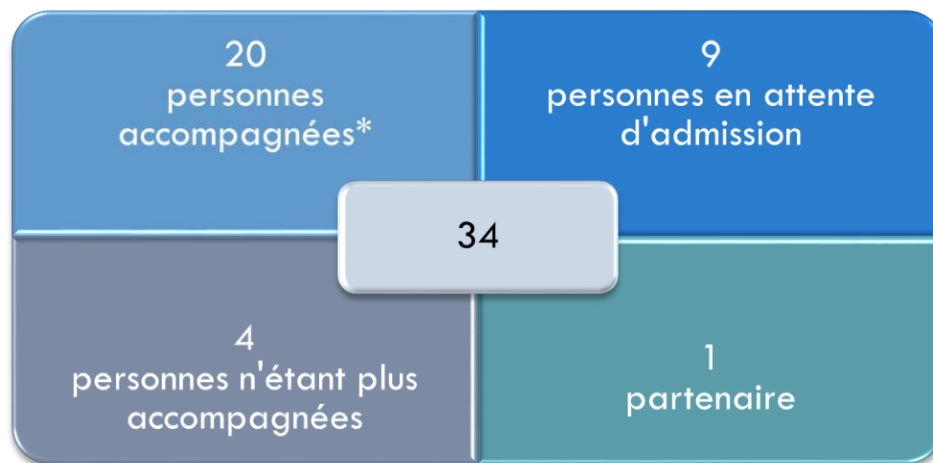 20
personnes
accompagnées*
9
personnes en attente
d'admission
34
4
personnes n'étant plus
accompagnées
1
partenaire